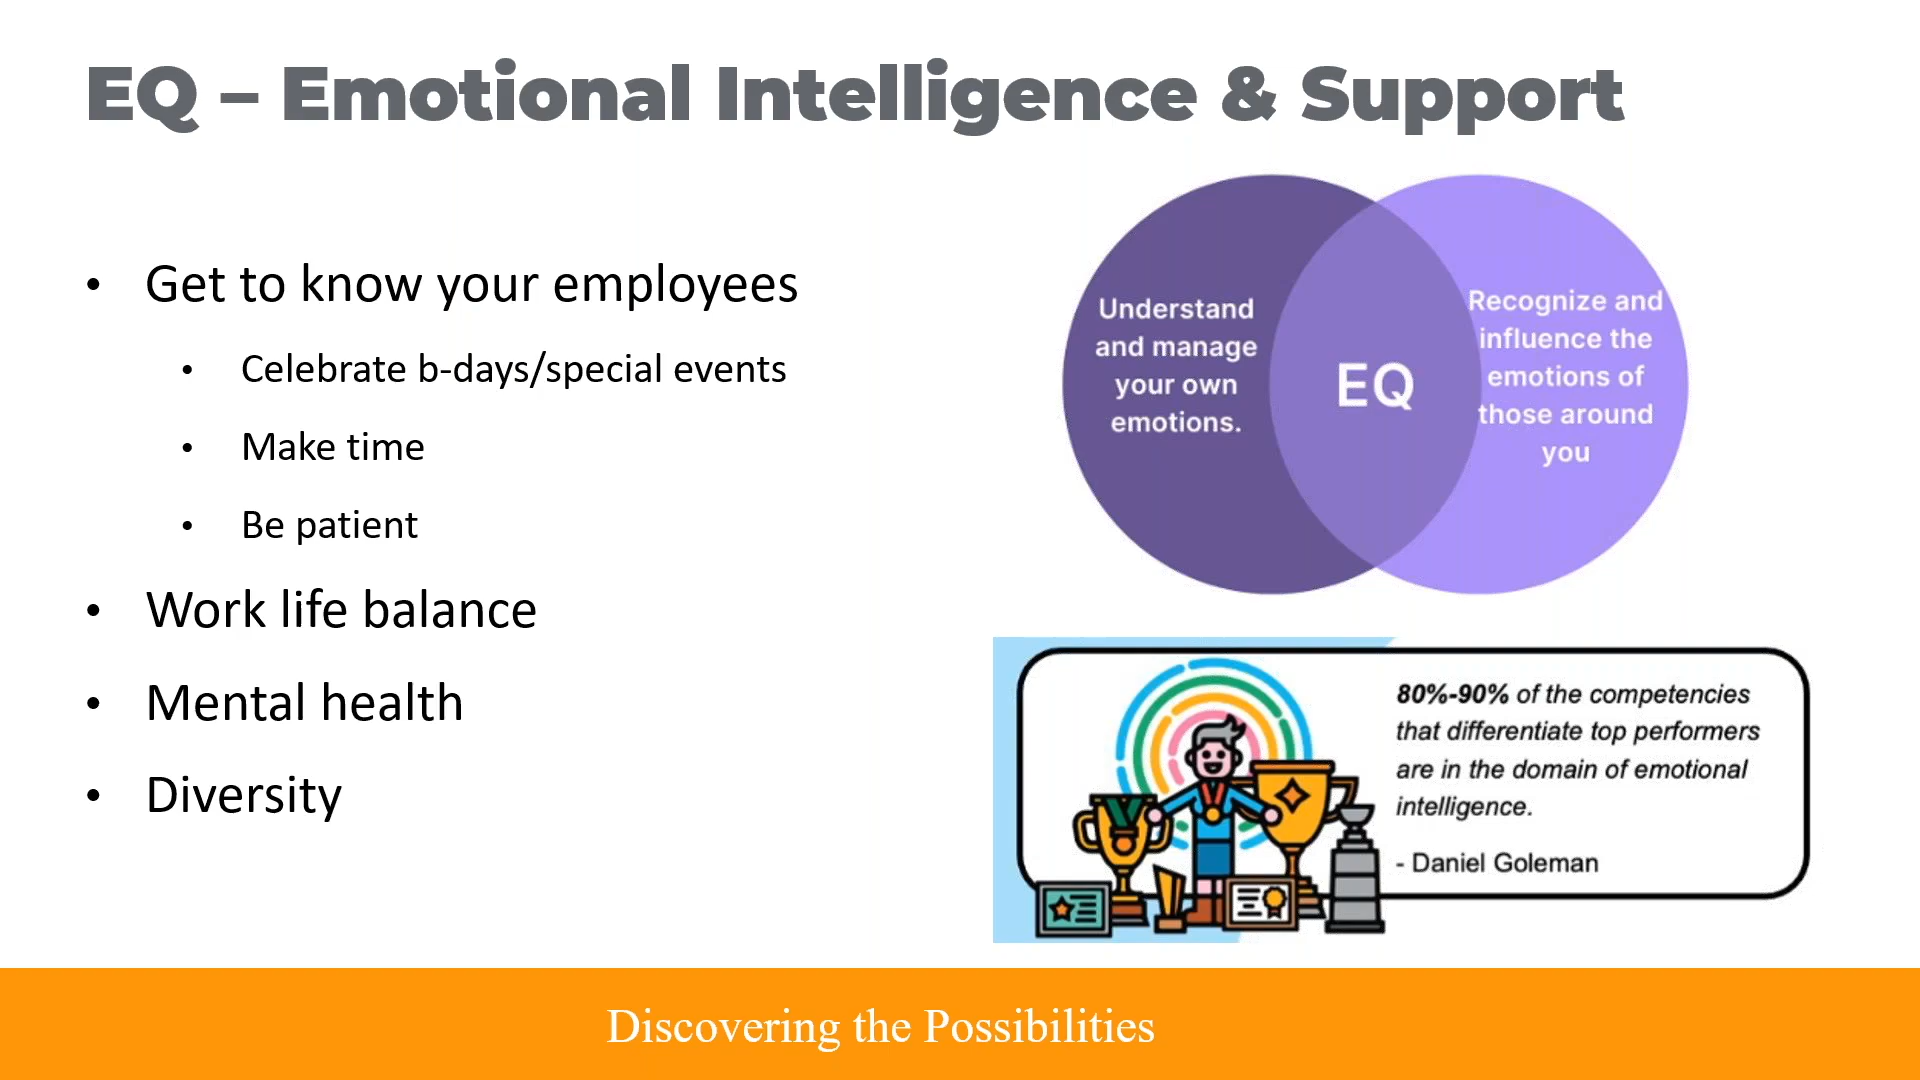 EQ – Emotional Intelligence & Support
• Get to know your employees
• Celebrate b-days/special events
• Make time
• Be patient
• Work life balance
• Mental health
• Diversity
Understand
and manage
your own
emotions.
EQ
Recognize and
influence the
emotions of
those around
you
80%-90% of the competencies
that differentiate top performers
are in the domain of emotional
intelligence.
- Daniel Goleman
Discovering the Possibilities